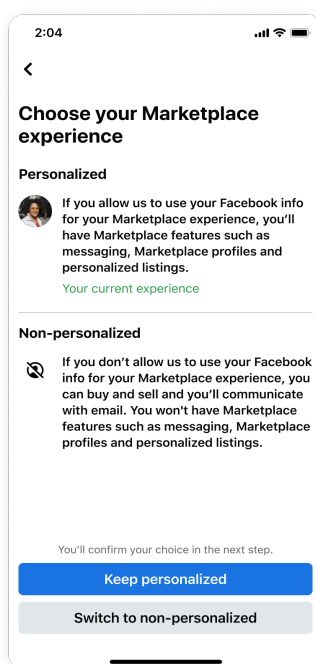 2:04
Choose your Marketplace
experience
Personalized
If you allow us to use your Facebook info
for your Marketplace experience, you'll
have Marketplace features such as
messaging, Marketplace profiles and
personalized listings.
Your current experience
Non-personalized
If you don't allow us to use your Facebook
info for your Marketplace experience, you
can buy and sell and you'll communicate
with email. You won't have Marketplace
features such as messaging, Marketplace
profiles and personalized listings.
You'll confirm your choice in the next step.
Keep personalized
Switch to non-personalized